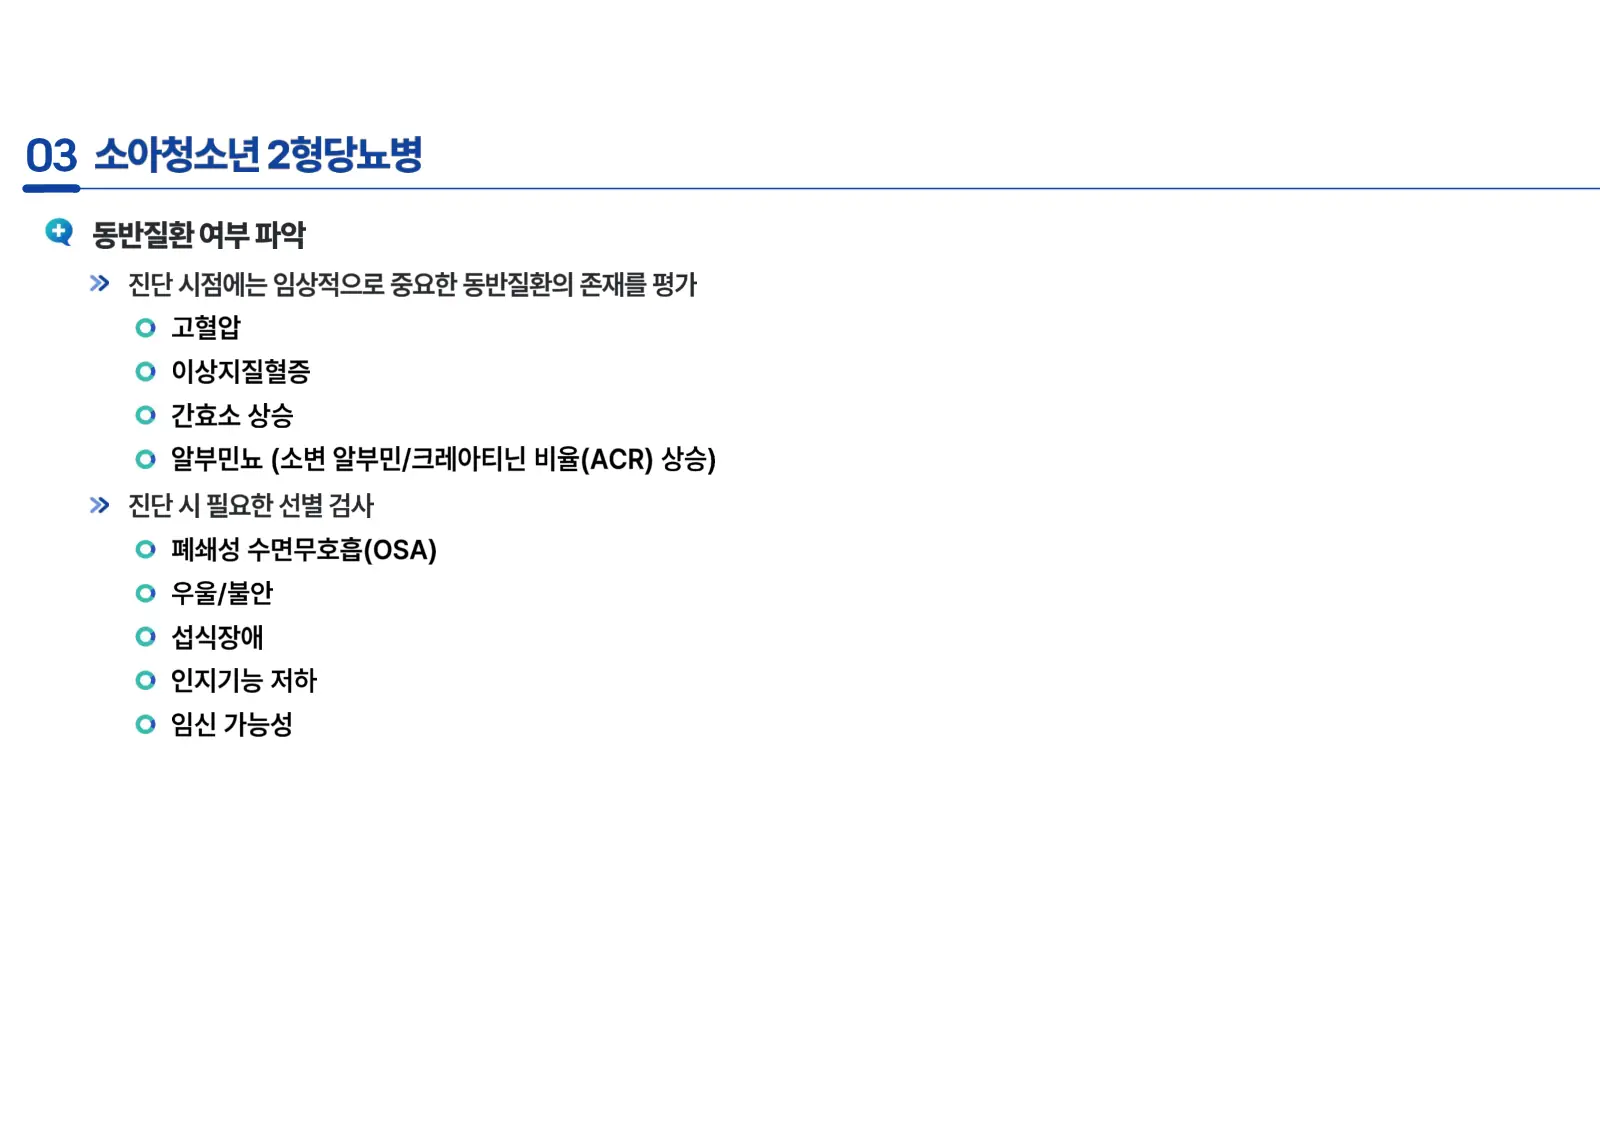 03 소아청소년 2형당뇨병
동반질환 여부 파악
진단 시점에는 임상적으로 중요한 동반질환의 존재를 평가
고혈압
이상지질혈증
간효소 상승
알부민뇨 (소변 알부민/크레아티닌 비율(ACR) 상승)
진단 시 필요한 선별 검사
폐쇄성 수면무호흡(OSA)
우울/불안
섭식장애
인지기능 저하
임신 가능성